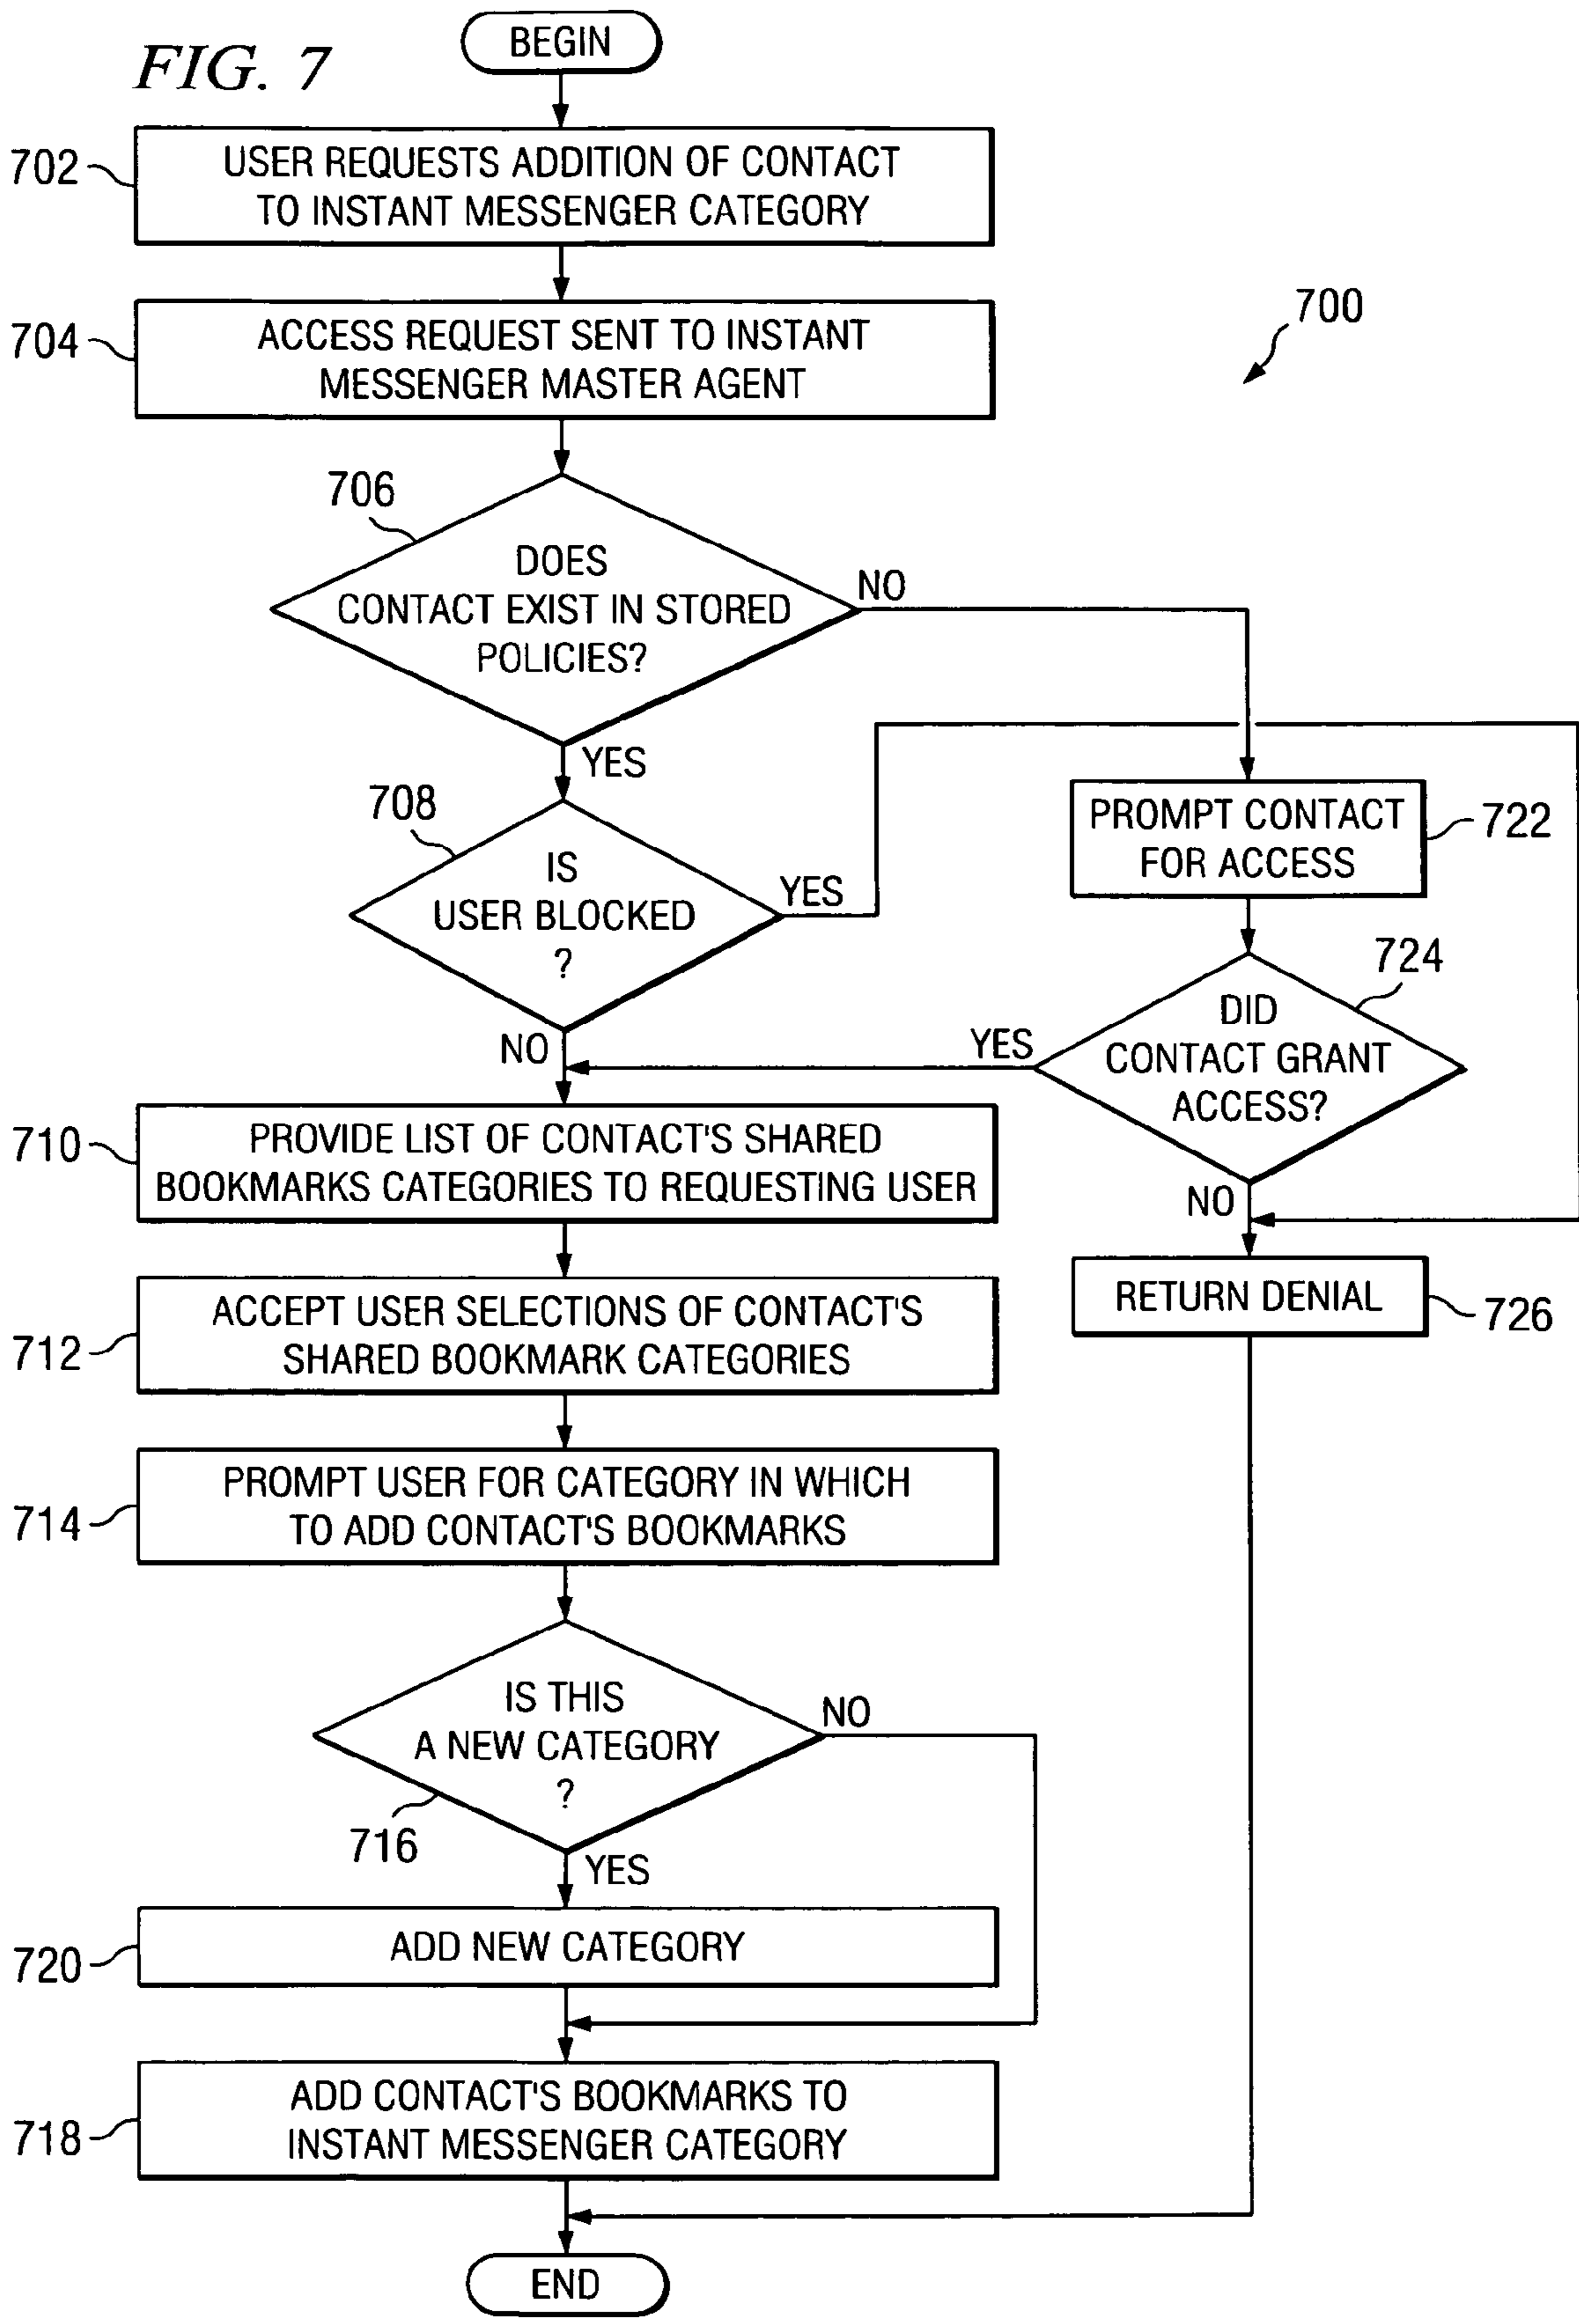 FIG. 7
BEGIN
702
USER REQUESTS ADDITION OF CONTACT
TO INSTANT MESSENGER CATEGORY
700
704
ACCESS REQUEST SENT TO INSTANT
MESSENGER MASTER AGENT
706
DOES
CONTACT EXIST IN STORED
POLICIES?
NO
YES
708
IS
USER BLOCKED
?
YES
NO
PROMPT CONTACT
FOR ACCESS
722
724
DID
CONTACT GRANT
ACCESS?
YES
NO
710
PROVIDE LIST OF CONTACT'S SHARED
BOOKMARKS CATEGORIES TO REQUESTING USER
RETURN DENIAL
726
712
ACCEPT USER SELECTIONS OF CONTACT'S
SHARED BOOKMARK CATEGORIES
714
PROMPT USER FOR CATEGORY IN WHICH
TO ADD CONTACT'S BOOKMARKS
IS THIS
A NEW CATEGORY
?
NO
716
YES
720
ADD NEW CATEGORY
718
ADD CONTACT'S BOOKMARKS TO
INSTANT MESSENGER CATEGORY
END